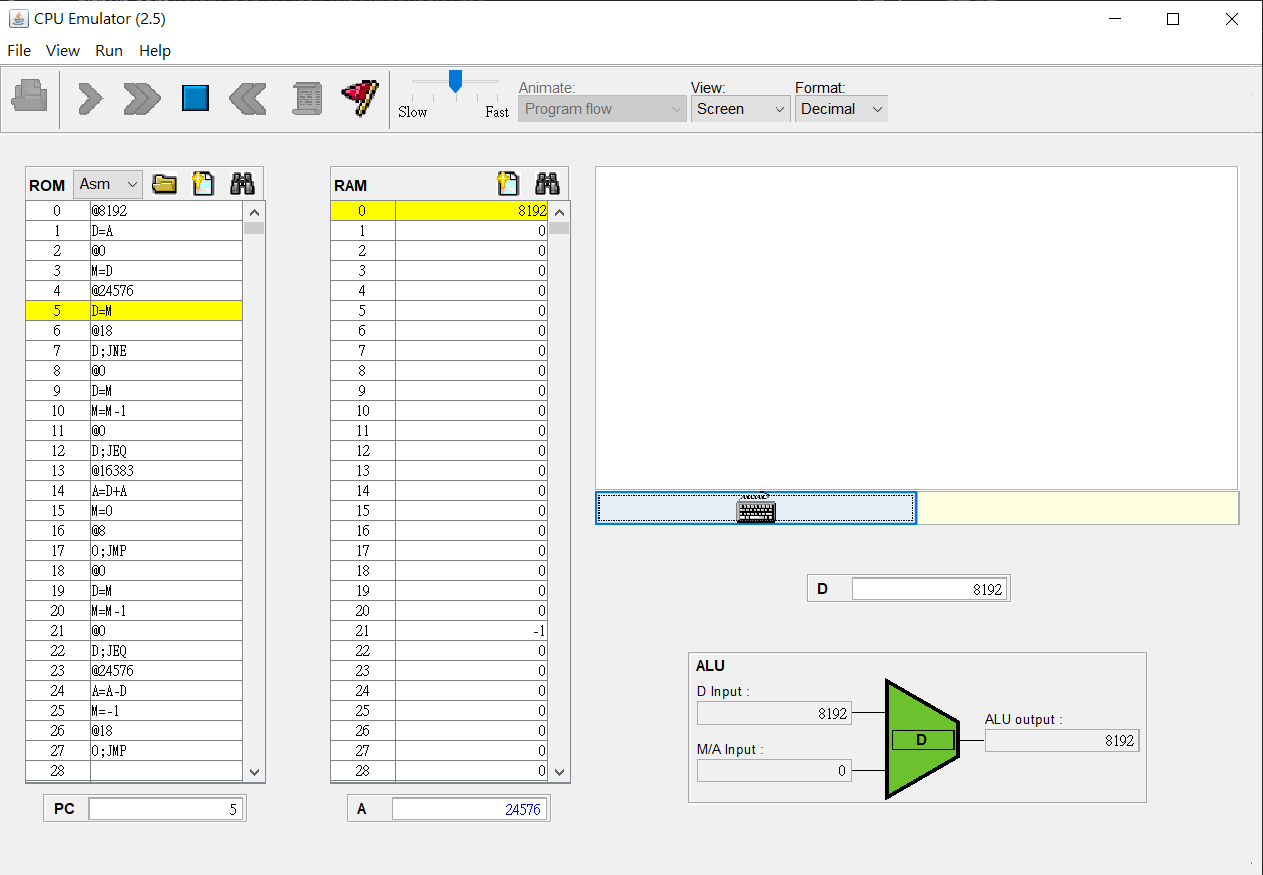 CPU Emulator (2.5)
File View Run Help
Slow Fast
Animate:
Program flow
View:
Screen
Format:
Decimal
ROM Asm
0 @8192
1 D=A
2 @0
3 M=D
4 @24576
5 D=M
6 @18
7 D;JNE
8 @0
9 D=M
10 M=M-1
11 @0
12 D;JEQ
13 @16383
14 A=D+A
15 M=0
16 @8
17 0;JMP
18 @0
19 D=M
20 M=M-1
21 @0
22 D;JEQ
23 @24576
24 A=A-D
25 M=-1
26 @18
27 0;JMP
28
PC 5
RAM
0 8192
1 0
2 0
3 0
4 0
5 0
6 0
7 0
8 0
9 0
10 0
11 0
12 0
13 0
14 0
15 0
16 0
17 0
18 0
19 0
20 0
21 -1
22 0
23 0
24 0
25 0
26 0
27 0
28 0
A 24576
D 8192
ALU
D Input :
8192
M/A Input :
0
D
ALU output :
8192